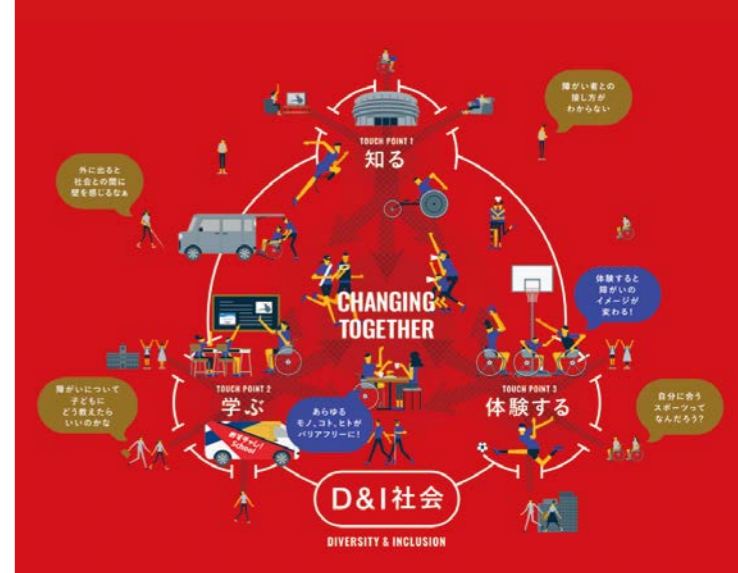 障がい者との
接し方が
わからない
TOUCH POINT 1
知る
外に出ると
社会との間に
壁を感じるなぁ
体験すると
障がいの
イメージが
変わる！
CHANGING
TOGETHER
TOUCH POINT 2
学ぶ
TOUCH POINT 3
体験する
障がいについて
子どもに
どう教えたら
いいのかな
あらゆる
モノ、コト、ヒトが
バリアフリーに！
自分に合う
スポーツって
なんだろう？
あすチャレ！
School
D&I社会
DIVERSITY & INCLUSION